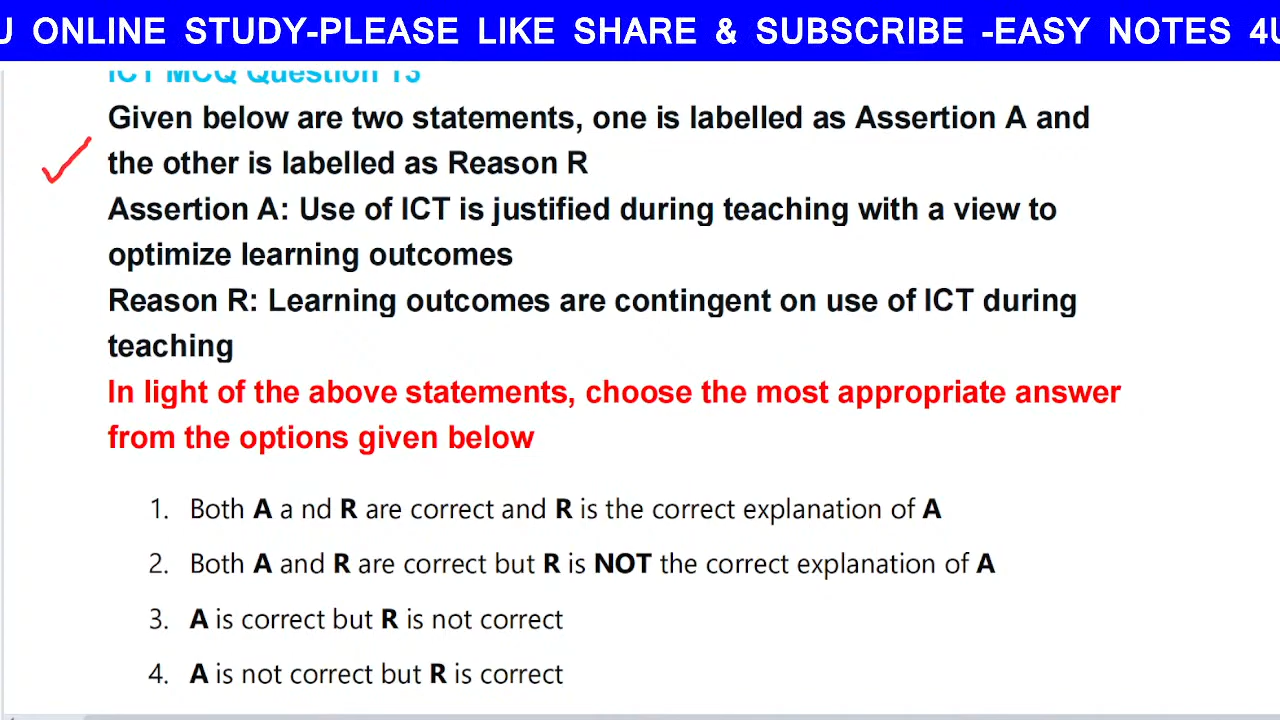 U ONLINE STUDY-PLEASE LIKE SHARE & SUBSCRIBE -EASY NOTES 4U
ICT MCQ Question 13
Given below are two statements, one is labelled as Assertion A and
the other is labelled as Reason R
Assertion A: Use of ICT is justified during teaching with a view to
optimize learning outcomes
Reason R: Learning outcomes are contingent on use of ICT during
teaching
In light of the above statements, choose the most appropriate answer
from the options given below
1. Both A a nd R are correct and R is the correct explanation of A
2. Both A and R are correct but R is NOT the correct explanation of A
3. A is correct but R is not correct
4. A is not correct but R is correct